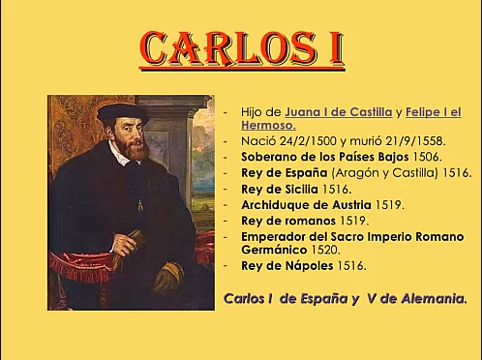 CARLOS I
- Hijo de Juana I de Castilla y Felipe I el
Hermoso.
- Nació 24/2/1500 y murió 21/9/1558.
- Soberano de los Países Bajos 1506.
- Rey de España (Aragón y Castilla) 1516.
- Rey de Sicilia 1516.
- Archiduque de Austria 1519.
- Rey de romanos 1519.
- Emperador del Sacro Imperio Romano
Germánico 1520.
- Rey de Nápoles 1516.
Carlos I de España y V de Alemania.